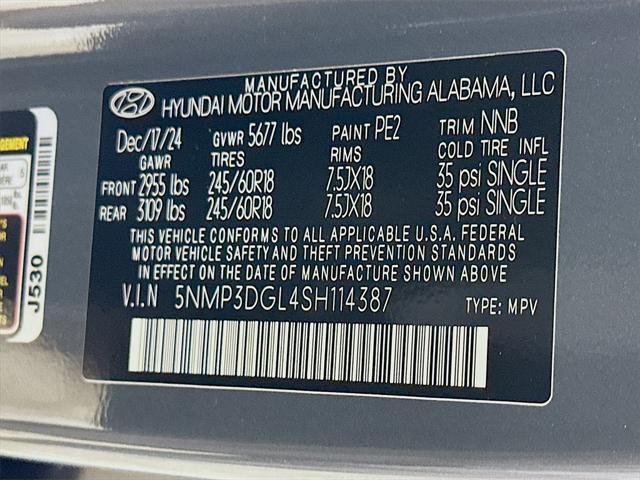 MANUFACTURED BY
HYUNDAI MOTOR MANUFACTURING ALABAMA, LLC
Dec/17/24 GVWR 5677 lbs PAINT PE2 TRIM NNB
GAWR TIRES RIMS COLD TIRE INFL
FRONT 2955 lbs 245/60R18 7.5JX18 35 psi SINGLE
REAR 3109 lbs 245/60R18 7.5JX18 35 psi SINGLE
THIS VEHICLE CONFORMS TO ALL APPLICABLE U.S.A. FEDERAL
MOTOR VEHICLE SAFETY AND THEFT PREVENTION STANDARDS
IN EFFECT ON THE DATE OF MANUFACTURE SHOWN ABOVE
V.I.N 5NMP3DGL4SH114387 TYPE: MPV
J530